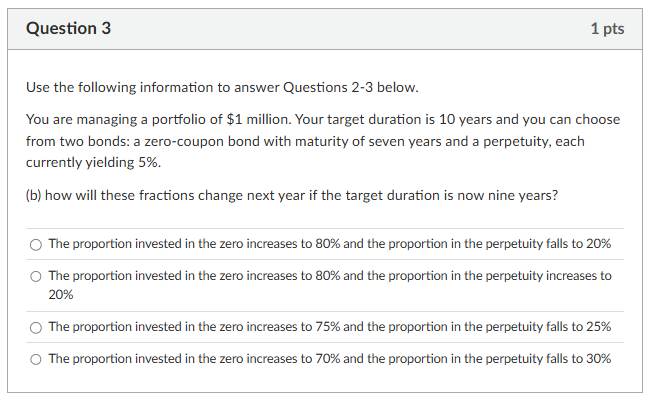 Question 3
1 pts
Use the following information to answer Questions 2-3 below.
You are managing a portfolio of $1 million. Your target duration is 10 years and you can choose
from two bonds: a zero-coupon bond with maturity of seven years and a perpetuity, each
currently yielding 5%.
(b) how will these fractions change next year if the target duration is now nine years?
The proportion invested in the zero increases to 80% and the proportion in the perpetuity falls to 20%
The proportion invested in the zero increases to 80% and the proportion in the perpetuity increases to
20%
The proportion invested in the zero increases to 75% and the proportion in the perpetuity falls to 25%
The proportion invested in the zero increases to 70% and the proportion in the perpetuity falls to 30%